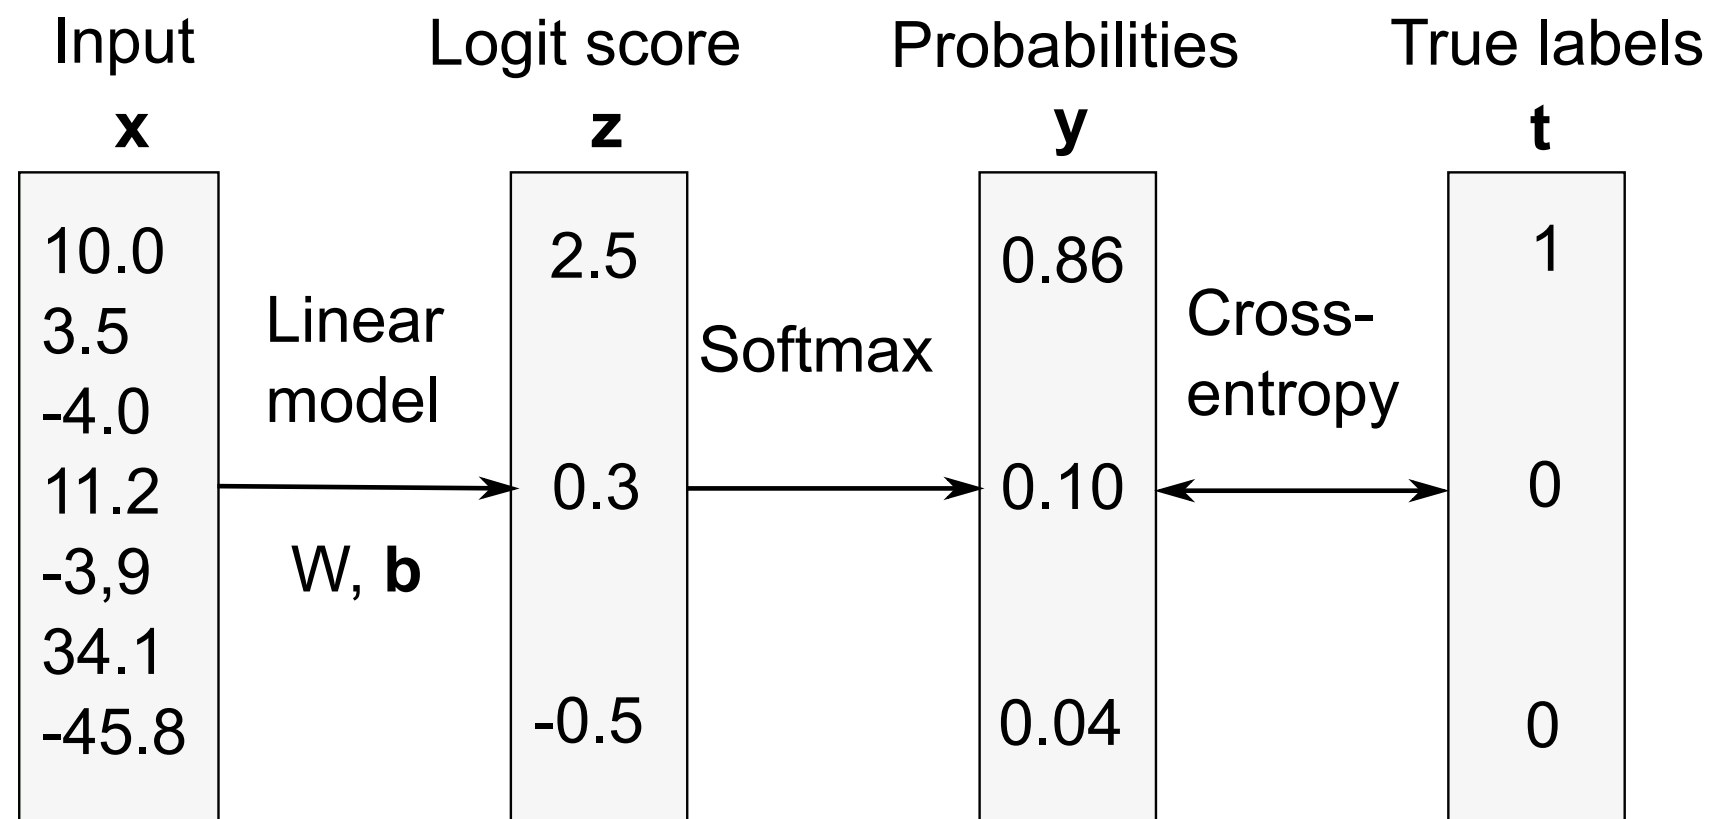 Input
x
10.0
3.5
-4.0
11.2
-3,9
34.1
-45.8
Linear
model
W, b
Logit score
z
2.5
0.3
-0.5
Softmax
Probabilities
y
0.86
0.10
0.04
Cross-
entropy
True labels
t
1
0
0